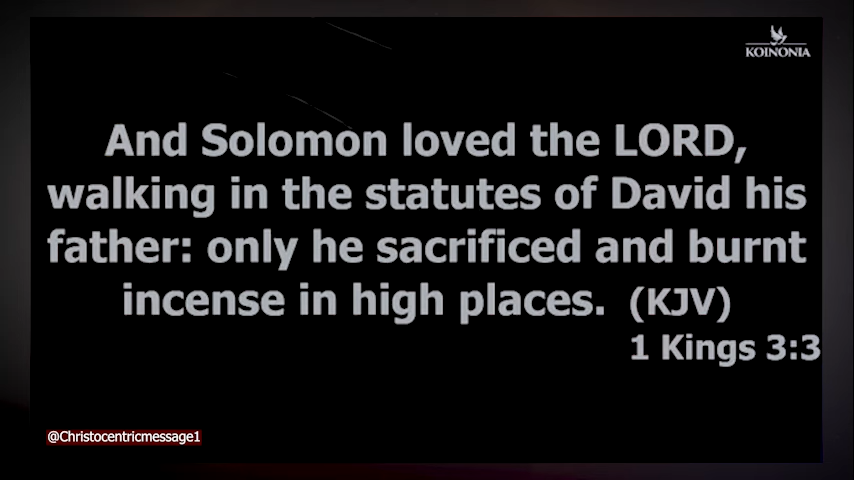 KOINONIA
And Solomon loved the LORD,
walking in the statutes of David his
father: only he sacrificed and burnt
incense in high places. (KJV)
1 Kings 3:3
@Christocentricmessage1